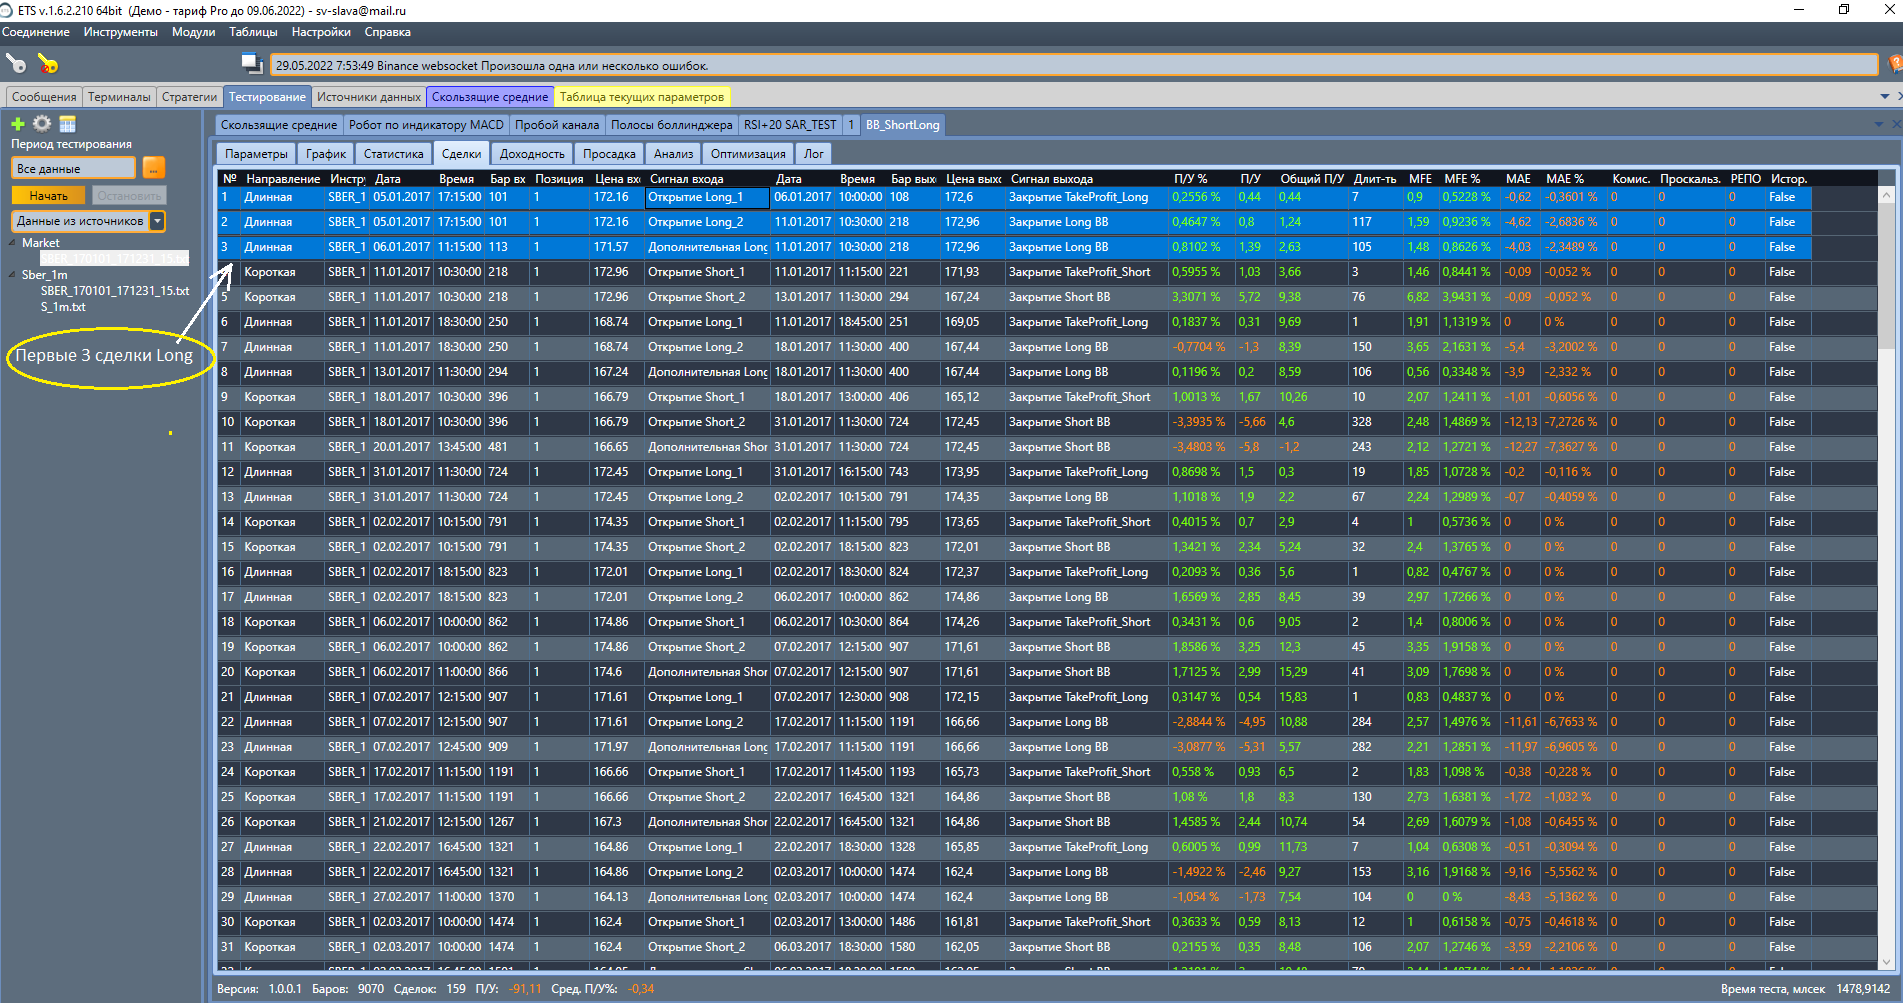 ETS v.1.6.2.210 64bit (Демо - тариф Pro до 09.06.2022) - sv-slava@mail.ru
Соединение Инструменты Модули Таблицы Настройки Справка
29.05.2022 7:53:49 Binance websocket Произошла одна или несколько ошибок.
Сообщения Терминалы Стратегии Тестирование Источники данных Скользящие средние Таблица текущих параметров
Период тестирования
Все данные ...
Начать Остановить
Данные из источников
Market
SBER_170101_171231_15.txt
Sber_1m
SBER_170101_171231_15.txt
S_1m.txt
Первые 3 сделки Long
Скользящие средние Робот по индикатору MACD Пробой канала Полосы боллинджера RSI+20 SAR_TEST 1 BB_ShortLong
Параметры График Статистика Сделки Доходность Просадка Анализ Оптимизация Лог
№ Направление Инстру Дата Время Бар вх Позиция Цена вхо Сигнал входа Дата Время Бар вых Цена вых Сигнал выхода П/У % П/У Общий П/У Длит-ть MFE MFE % MAE MAE % Комис. Проскальз. РЕПО Истор.
1 Длинная SBER_1 05.01.2017 17:15:00 101 1 172.16 Открытие Long_1 06.01.2017 10:00:00 108 172,6 Закрытие TakeProfit_Long 0,2556 % 0,44 0,44 7 0,9 0,5228 % -0,62 -0,3601 % 0 0 0 False
2 Длинная SBER_1 05.01.2017 17:15:00 101 1 172.16 Открытие Long_2 11.01.2017 10:30:00 218 172,96 Закрытие Long BB 0,4647 % 0,8 1,24 117 1,59 0,9236 % -4,62 -2,6836 % 0 0 0 False
3 Длинная SBER_1 06.01.2017 11:15:00 113 1 171.57 Дополнительная Long 11.01.2017 10:30:00 218 172,96 Закрытие Long BB 0,8102 % 1,39 2,63 105 1,48 0,8626 % -4,03 -2,3489 % 0 0 0 False
Короткая SBER_1 11.01.2017 10:30:00 218 1 172.96 Открытие Short_1 11.01.2017 11:15:00 221 171,93 Закрытие TakeProfit_Short 0,5955 % 1,03 3,66 3 1,46 0,8441 % -0,09 -0,052 % 0 0 0 False
5 Короткая SBER_1 11.01.2017 10:30:00 218 1 172.96 Открытие Short_2 13.01.2017 11:30:00 294 167,24 Закрытие Short BB 3,3071 % 5,72 9,38 76 6,82 3,9431 % -0,09 -0,052 % 0 0 0 False
6 Длинная SBER_1 11.01.2017 18:30:00 250 1 168.74 Открытие Long_1 11.01.2017 18:45:00 251 169,05 Закрытие TakeProfit_Long 0,1837 % 0,31 9,69 1 1,91 1,1319 % 0 0 % 0 0 0 False
7 Длинная SBER_1 11.01.2017 18:30:00 250 1 168.74 Открытие Long_2 18.01.2017 11:30:00 400 167,44 Закрытие Long BB -0,7704 % -1,3 8,39 150 3,65 2,1631 % -5,4 -3,2002 % 0 0 0 False
8 Длинная SBER_1 13.01.2017 11:30:00 294 1 167.24 Дополнительная Long 18.01.2017 11:30:00 400 167,44 Закрытие Long BB 0,1196 % 0,2 8,59 106 0,56 0,3348 % -3,9 -2,332 % 0 0 0 False
9 Короткая SBER_1 18.01.2017 10:30:00 396 1 166.79 Открытие Short_1 18.01.2017 13:00:00 406 165,12 Закрытие TakeProfit_Short 1,0013 % 1,67 10,26 10 2,07 1,2411 % -1,01 -0,6056 % 0 0 0 False
10 Короткая SBER_1 18.01.2017 10:30:00 396 1 166.79 Открытие Short_2 31.01.2017 11:30:00 724 172,45 Закрытие Short BB -3,3935 % -5,66 4,6 328 2,48 1,4869 % -12,13 -7,2726 % 0 0 0 False
11 Короткая SBER_1 20.01.2017 13:45:00 481 1 166.65 Дополнительная Shor 31.01.2017 11:30:00 724 172,45 Закрытие Short BB -3,4803 % -5,8 -1,2 243 2,12 1,2721 % -12,27 -7,3627 % 0 0 0 False
12 Длинная SBER_1 31.01.2017 11:30:00 724 1 172.45 Открытие Long_1 31.01.2017 16:15:00 743 173,95 Закрытие TakeProfit_Long 0,8698 % 1,5 0,3 19 1,85 1,0728 % -0,2 -0,116 % 0 0 0 False
13 Длинная SBER_1 31.01.2017 11:30:00 724 1 172.45 Открытие Long_2 02.02.2017 10:15:00 791 174,35 Закрытие Long BB 1,1018 % 1,9 2,2 67 2,24 1,2989 % -0,7 -0,4059 % 0 0 0 False
14 Короткая SBER_1 02.02.2017 10:15:00 791 1 174.35 Открытие Short_1 02.02.2017 11:15:00 795 173,65 Закрытие TakeProfit_Short 0,4015 % 0,7 2,9 4 1 0,5736 % 0 0 % 0 0 0 False
15 Короткая SBER_1 02.02.2017 10:15:00 791 1 174.35 Открытие Short_2 02.02.2017 18:15:00 823 172,01 Закрытие Short BB 1,3421 % 2,34 5,24 32 2,4 1,3765 % 0 0 % 0 0 0 False
16 Длинная SBER_1 02.02.2017 18:15:00 823 1 172.01 Открытие Long_1 02.02.2017 18:30:00 824 172,37 Закрытие TakeProfit_Long 0,2093 % 0,36 5,6 1 0,82 0,4767 % 0 0 % 0 0 0 False
17 Длинная SBER_1 02.02.2017 18:15:00 823 1 172.01 Открытие Long_2 06.02.2017 10:00:00 862 174,86 Закрытие Long BB 1,6569 % 2,85 8,45 39 2,97 1,7266 % 0 0 % 0 0 0 False
18 Короткая SBER_1 06.02.2017 10:00:00 862 1 174.86 Открытие Short_1 06.02.2017 10:30:00 864 174,26 Закрытие TakeProfit_Short 0,3431 % 0,6 9,05 2 1,4 0,8006 % 0 0 % 0 0 0 False
19 Короткая SBER_1 06.02.2017 10:00:00 862 1 174.86 Открытие Short_2 07.02.2017 12:15:00 907 171,61 Закрытие Short BB 1,8586 % 3,25 12,3 45 3,35 1,9158 % 0 0 % 0 0 0 False
20 Короткая SBER_1 06.02.2017 11:00:00 866 1 174.6 Дополнительная Shor 07.02.2017 12:15:00 907 171,61 Закрытие Short BB 1,7125 % 2,99 15,29 41 3,09 1,7698 % 0 0 % 0 0 0 False
21 Длинная SBER_1 07.02.2017 12:15:00 907 1 171.61 Открытие Long_1 07.02.2017 12:30:00 908 172,15 Закрытие TakeProfit_Long 0,3147 % 0,54 15,83 1 0,83 0,4837 % 0 0 % 0 0 0 False
22 Длинная SBER_1 07.02.2017 12:15:00 907 1 171.61 Открытие Long_2 17.02.2017 11:15:00 1191 166,66 Закрытие Long BB -2,8844 % -4,95 10,88 284 2,57 1,4976 % -11,61 -6,7653 % 0 0 0 False
23 Длинная SBER_1 07.02.2017 12:45:00 909 1 171.97 Дополнительная Long 17.02.2017 11:15:00 1191 166,66 Закрытие Long BB -3,0877 % -5,31 5,57 282 2,21 1,2851 % -11,97 -6,9605 % 0 0 0 False
24 Короткая SBER_1 17.02.2017 11:15:00 1191 1 166.66 Открытие Short_1 17.02.2017 11:45:00 1193 165,73 Закрытие TakeProfit_Short 0,558 % 0,93 6,5 2 1,83 1,098 % -0,38 -0,228 % 0 0 0 False
25 Короткая SBER_1 17.02.2017 11:15:00 1191 1 166.66 Открытие Short_2 22.02.2017 16:45:00 1321 164,86 Закрытие Short BB 1,08 % 1,8 8,3 130 2,73 1,6381 % -1,72 -1,032 % 0 0 0 False
26 Короткая SBER_1 21.02.2017 12:15:00 1267 1 167.3 Дополнительная Shor 22.02.2017 16:45:00 1321 164,86 Закрытие Short BB 1,4585 % 2,44 10,74 54 2,69 1,6079 % -1,08 -0,6455 % 0 0 0 False
27 Длинная SBER_1 22.02.2017 16:45:00 1321 1 164.86 Открытие Long_1 22.02.2017 18:30:00 1328 165,85 Закрытие TakeProfit_Long 0,6005 % 0,99 11,73 7 1,04 0,6308 % -0,51 -0,3094 % 0 0 0 False
28 Длинная SBER_1 22.02.2017 16:45:00 1321 1 164.86 Открытие Long_2 02.03.2017 10:00:00 1474 162,4 Закрытие Long BB -1,4922 % -2,46 9,27 153 3,16 1,9168 % -9,16 -5,5562 % 0 0 0 False
29 Длинная SBER_1 27.02.2017 11:00:00 1370 1 164.13 Дополнительная Long 02.03.2017 10:00:00 1474 162,4 Закрытие Long BB -1,054 % -1,73 7,54 104 0 0 % -8,43 -5,1362 % 0 0 0 False
30 Короткая SBER_1 02.03.2017 10:00:00 1474 1 162.4 Открытие Short_1 02.03.2017 13:00:00 1486 161,81 Закрытие TakeProfit_Short 0,3633 % 0,59 8,13 12 1 0,6158 % -0,75 -0,4618 % 0 0 0 False
31 Короткая SBER_1 02.03.2017 10:00:00 1474 1 162.4 Открытие Short_2 06.03.2017 18:30:00 1580 162,05 Закрытие Short BB 0,2155 % 0,35 8,48 106 2,07 1,2746 % -3,59 -2,2106 % 0 0 0 False
Версия: 1.0.0.1 Баров: 9070 Сделок: 159 П/У: -91,11 Сред. П/У%: -0,34 Время теста, млсек 1478,9142